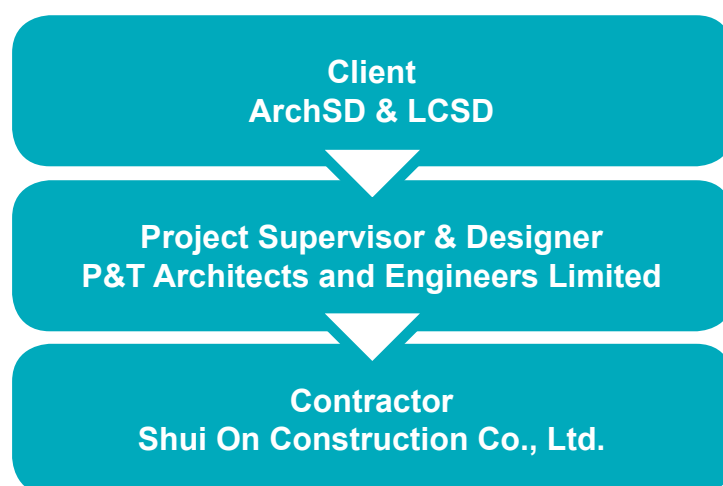 Client
ArchSD & LCSD
Project Supervisor & Designer
P&T Architects and Engineers Limited
Contractor
Shui On Construction Co., Ltd.